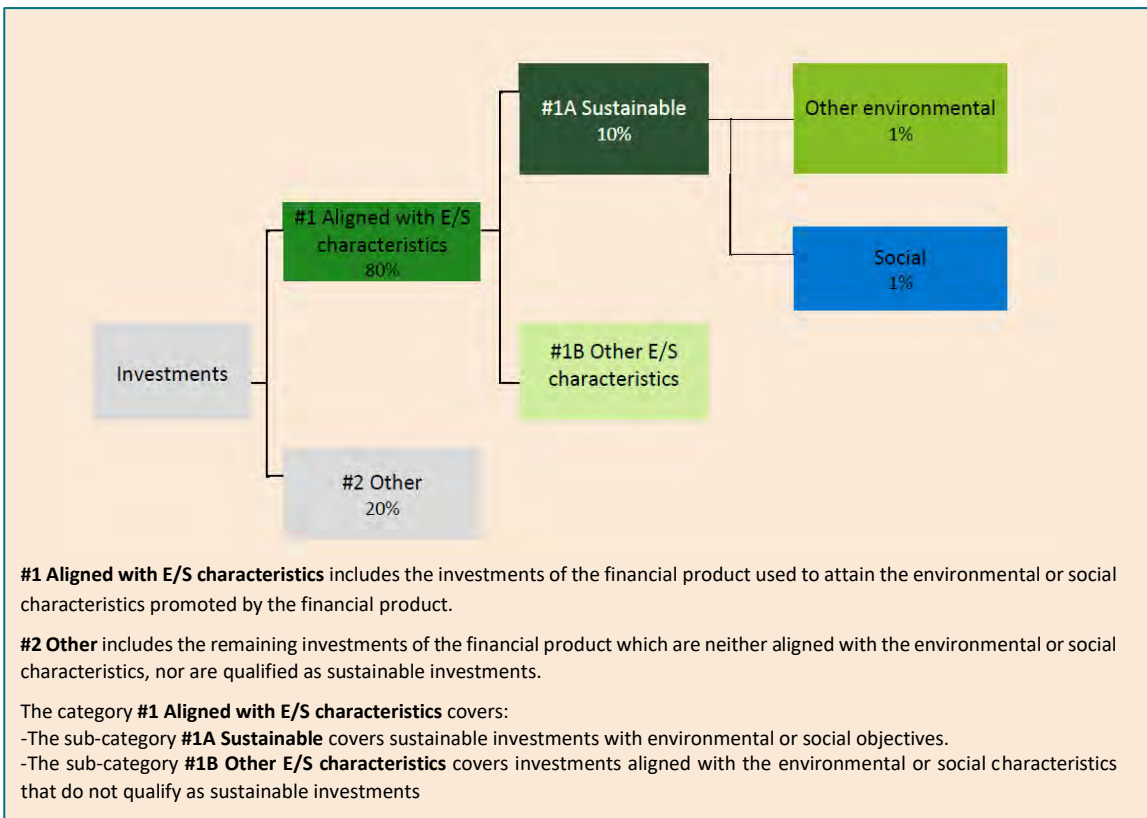 #1A Sustainable
10%
Other environmental
1%
#1 Aligned with E/S
characteristics
80%
Social
1%
#1B Other E/S
characteristics
Investments
#2 Other
20%
#1 Aligned with E/S characteristics includes the investments of the financial product used to attain the environmental or social
characteristics promoted by the financial product.
#2 Other includes the remaining investments of the financial product which are neither aligned with the environmental or social
characteristics, nor are qualified as sustainable investments.
The category #1 Aligned with E/S characteristics covers:
-The sub-category #1A Sustainable covers sustainable investments with environmental or social objectives.
-The sub-category #1B Other E/S characteristics covers investments aligned with the environmental or social characteristics
that do not qualify as sustainable investments